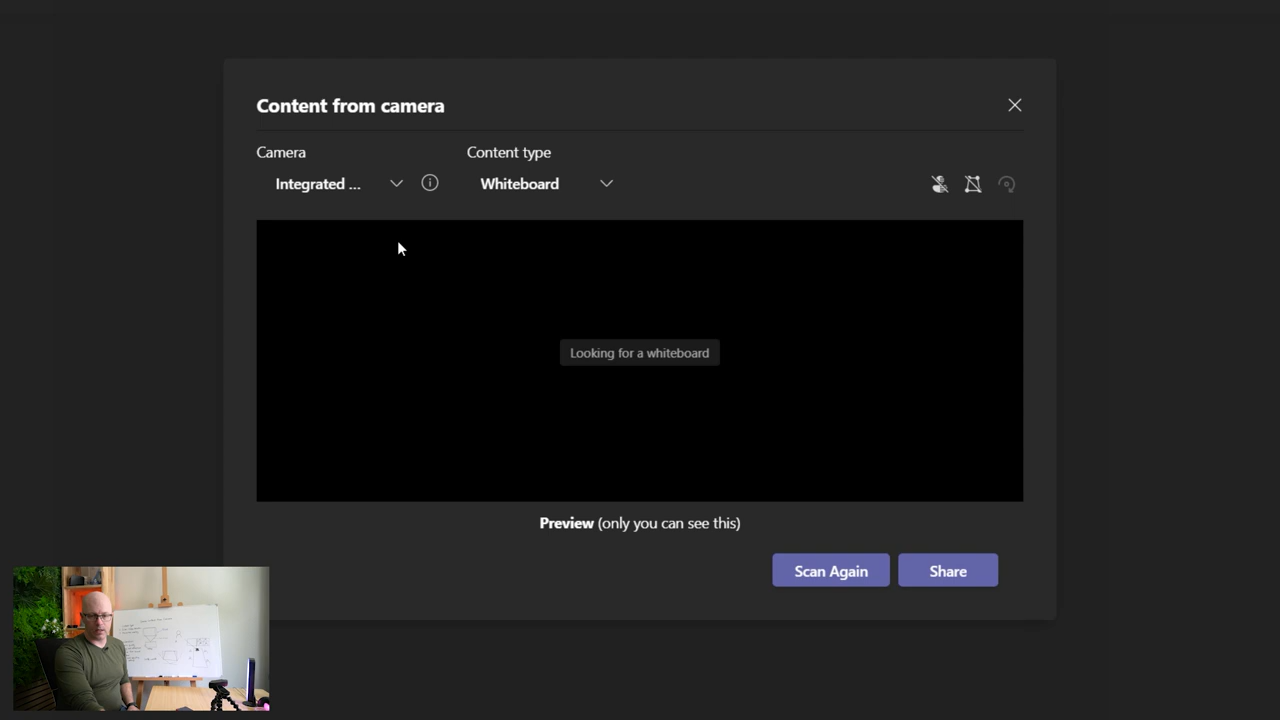 Content from camera
Camera
Content type
Integrated ...
Whiteboard
Looking for a whiteboard
Preview (only you can see this)
Scan Again
Share